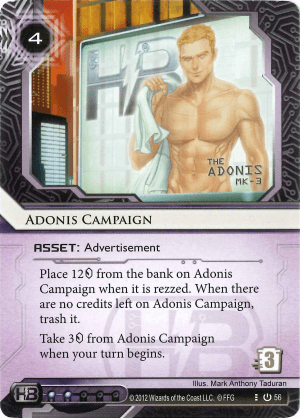 4
HB
THE
ADONIS
MK-3
ADONIS CAMPAIGN
ASSET: Advertisement
Place 12 from the bank on Adonis
Campaign when it is rezzed. When there
are no credits left on Adonis Campaign,
trash it.
Take 3 from Adonis Campaign
when your turn begins.
3
Illus. Mark Anthony Taduran
HB
© 2012 Wizards of the Coast LLC. © FFG
56